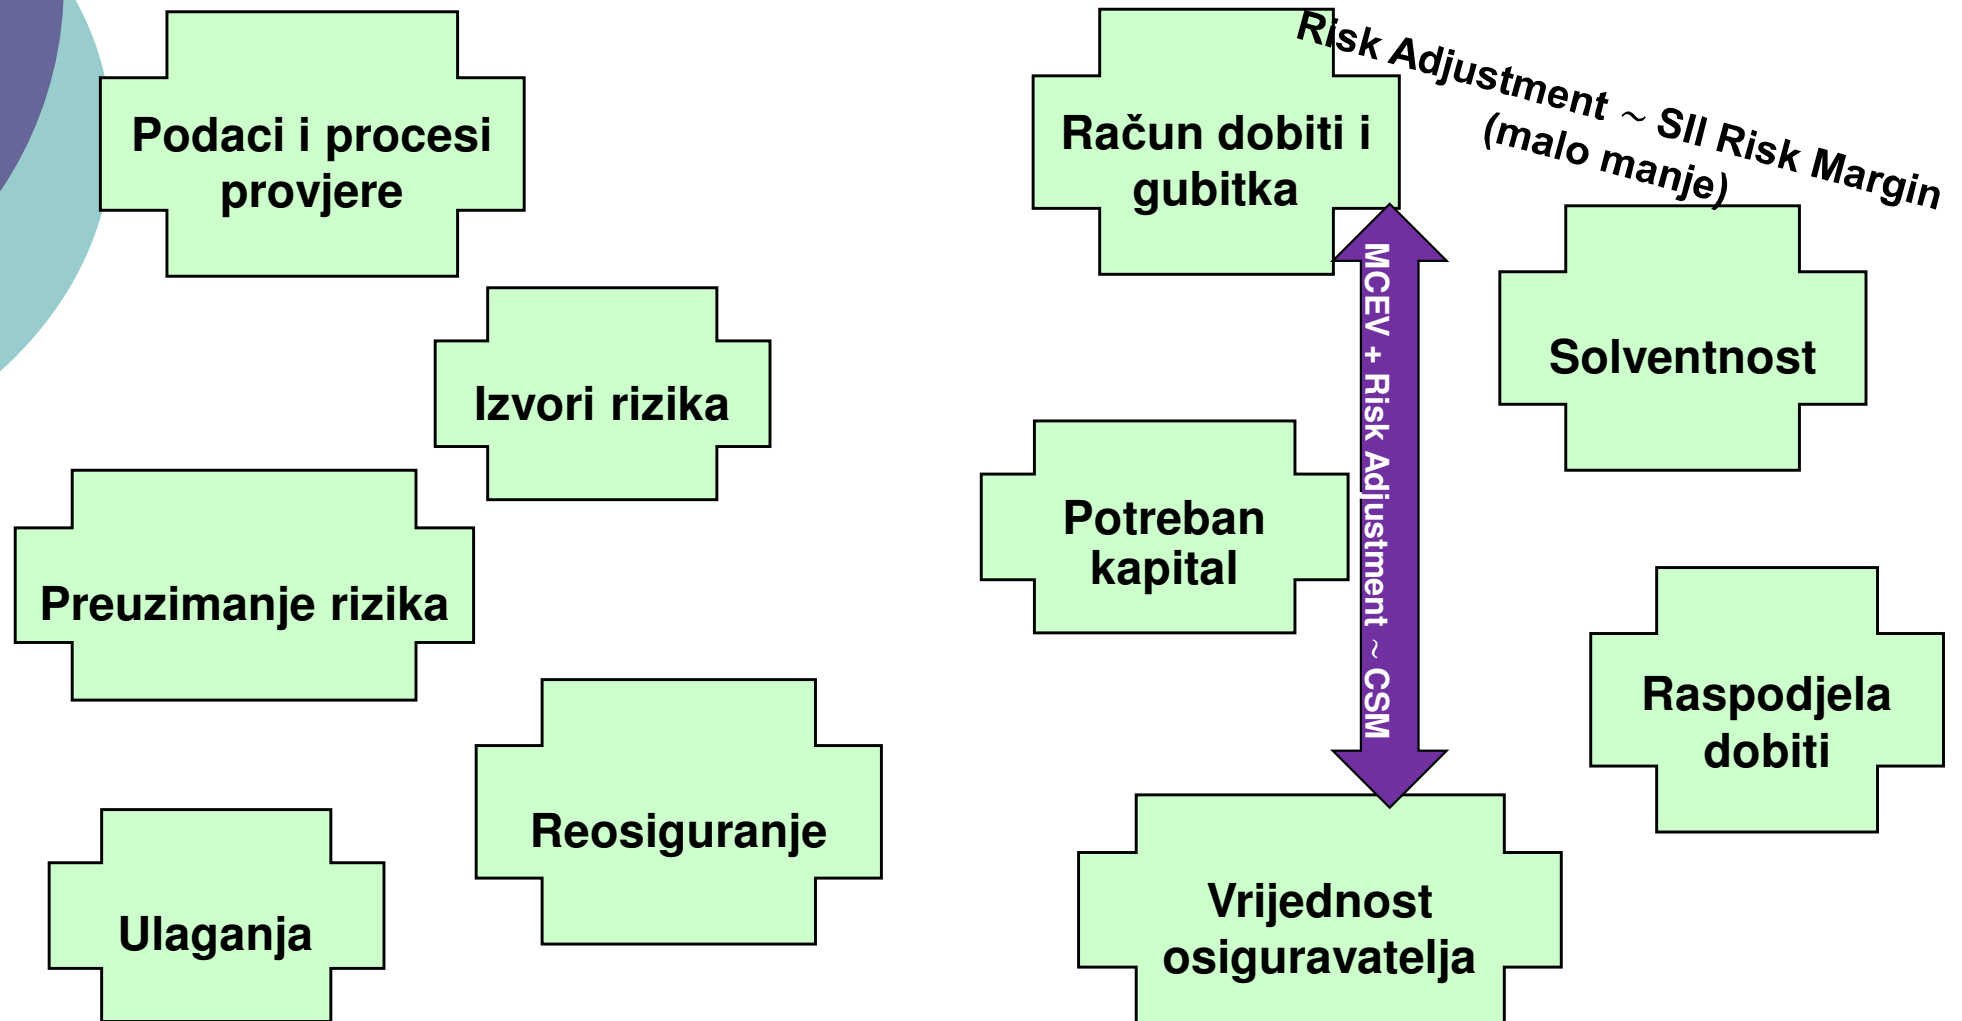 Podaci i procesi
provjere
Izvori rizika
Preuzimanje rizika
Reosiguranje
Ulaganja
Račun dobiti i
gubitka
Risk Adjustment ~ SII Risk Margin
(malo manje)
Solventnost
MCEV + Risk Adjustment ~ CSM
Potreban
kapital
Raspodjela
dobiti
Vrijednost
osiguravatelja